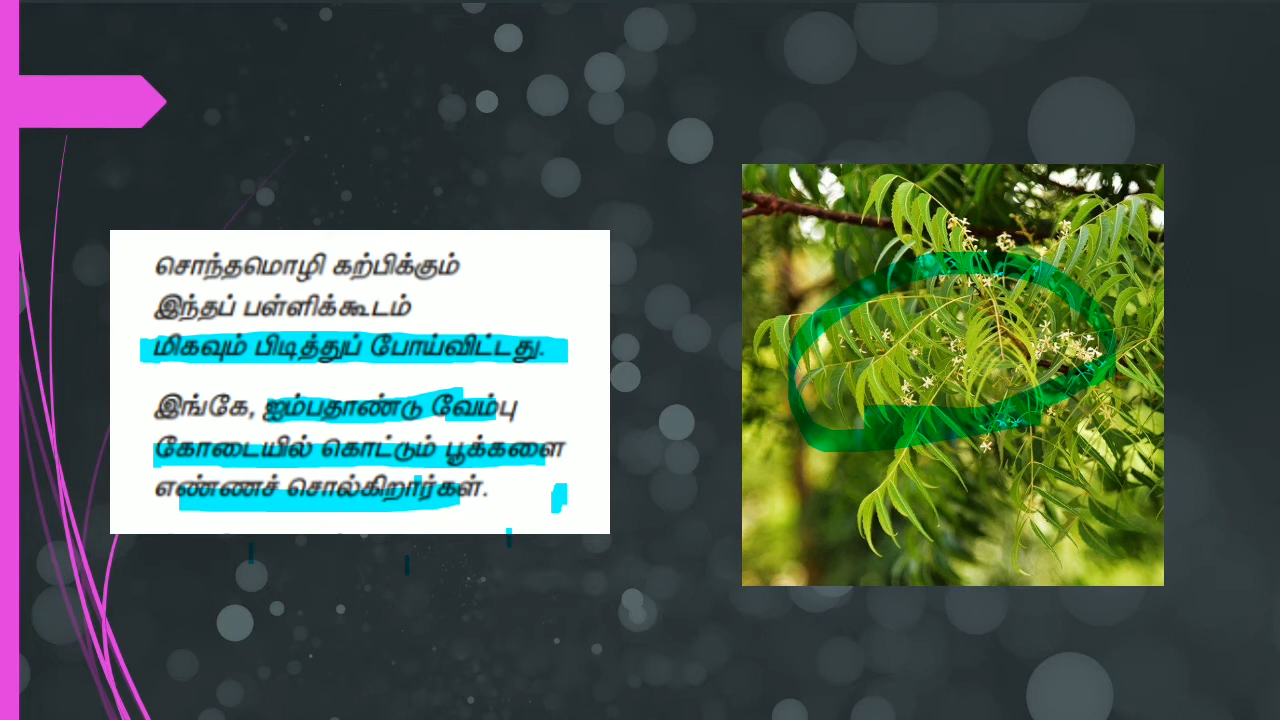 சொந்தமொழி கற்பிக்கும்
இந்தப் பள்ளிக்கூடம்
மிகவும் பிடித்துப் போய்விட்டது.
இங்கே, ஐம்பதாண்டு வேம்பு
கோடையில் கொட்டும் பூக்களை
எண்ணச் சொல்கிறார்கள்.